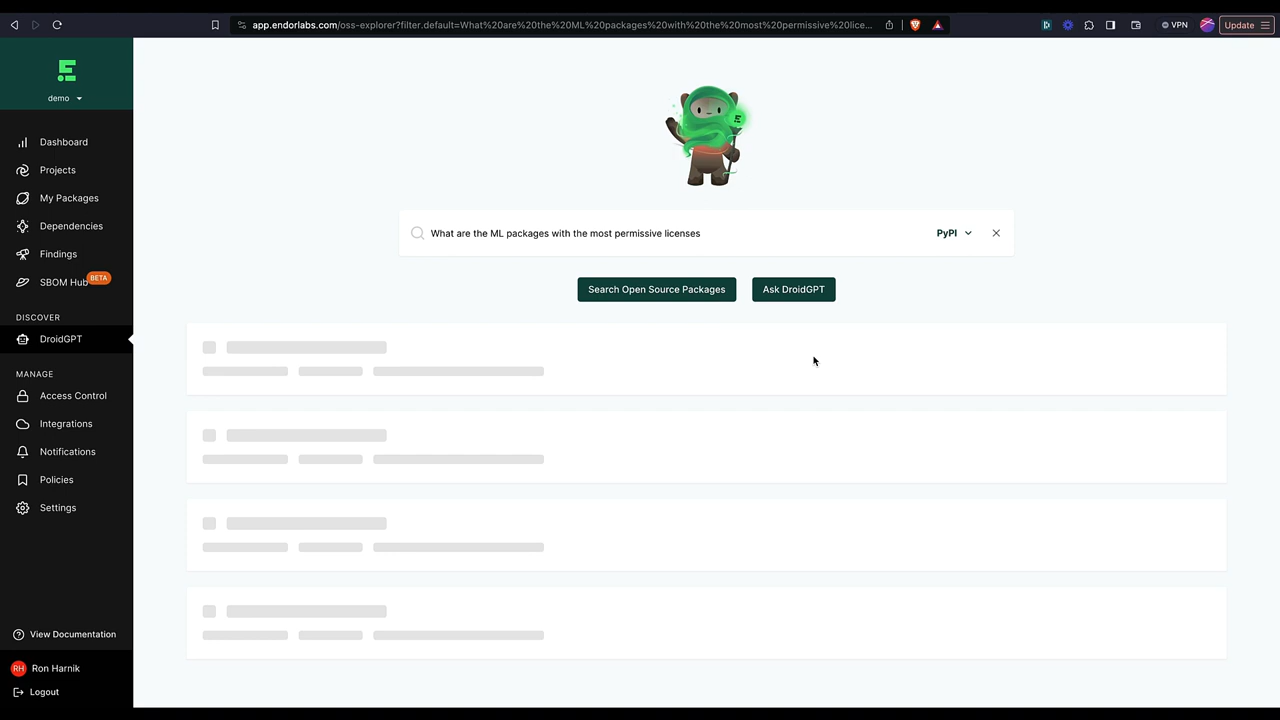 app.endorlabs.com/oss-explorer?filter.default=What%20are%20the%20ML%20packages%20with%20the%20most%20permissive%20lice...
VPN
Update
demo
Dashboard
Projects
My Packages
Dependencies
Findings
SBOM Hub
BETA
DISCOVER
DroidGPT
MANAGE
Access Control
Integrations
Notifications
Policies
Settings
View Documentation
RH Ron Harnik
Logout
What are the ML packages with the most permissive licenses
PyPI
Search Open Source Packages
Ask DroidGPT